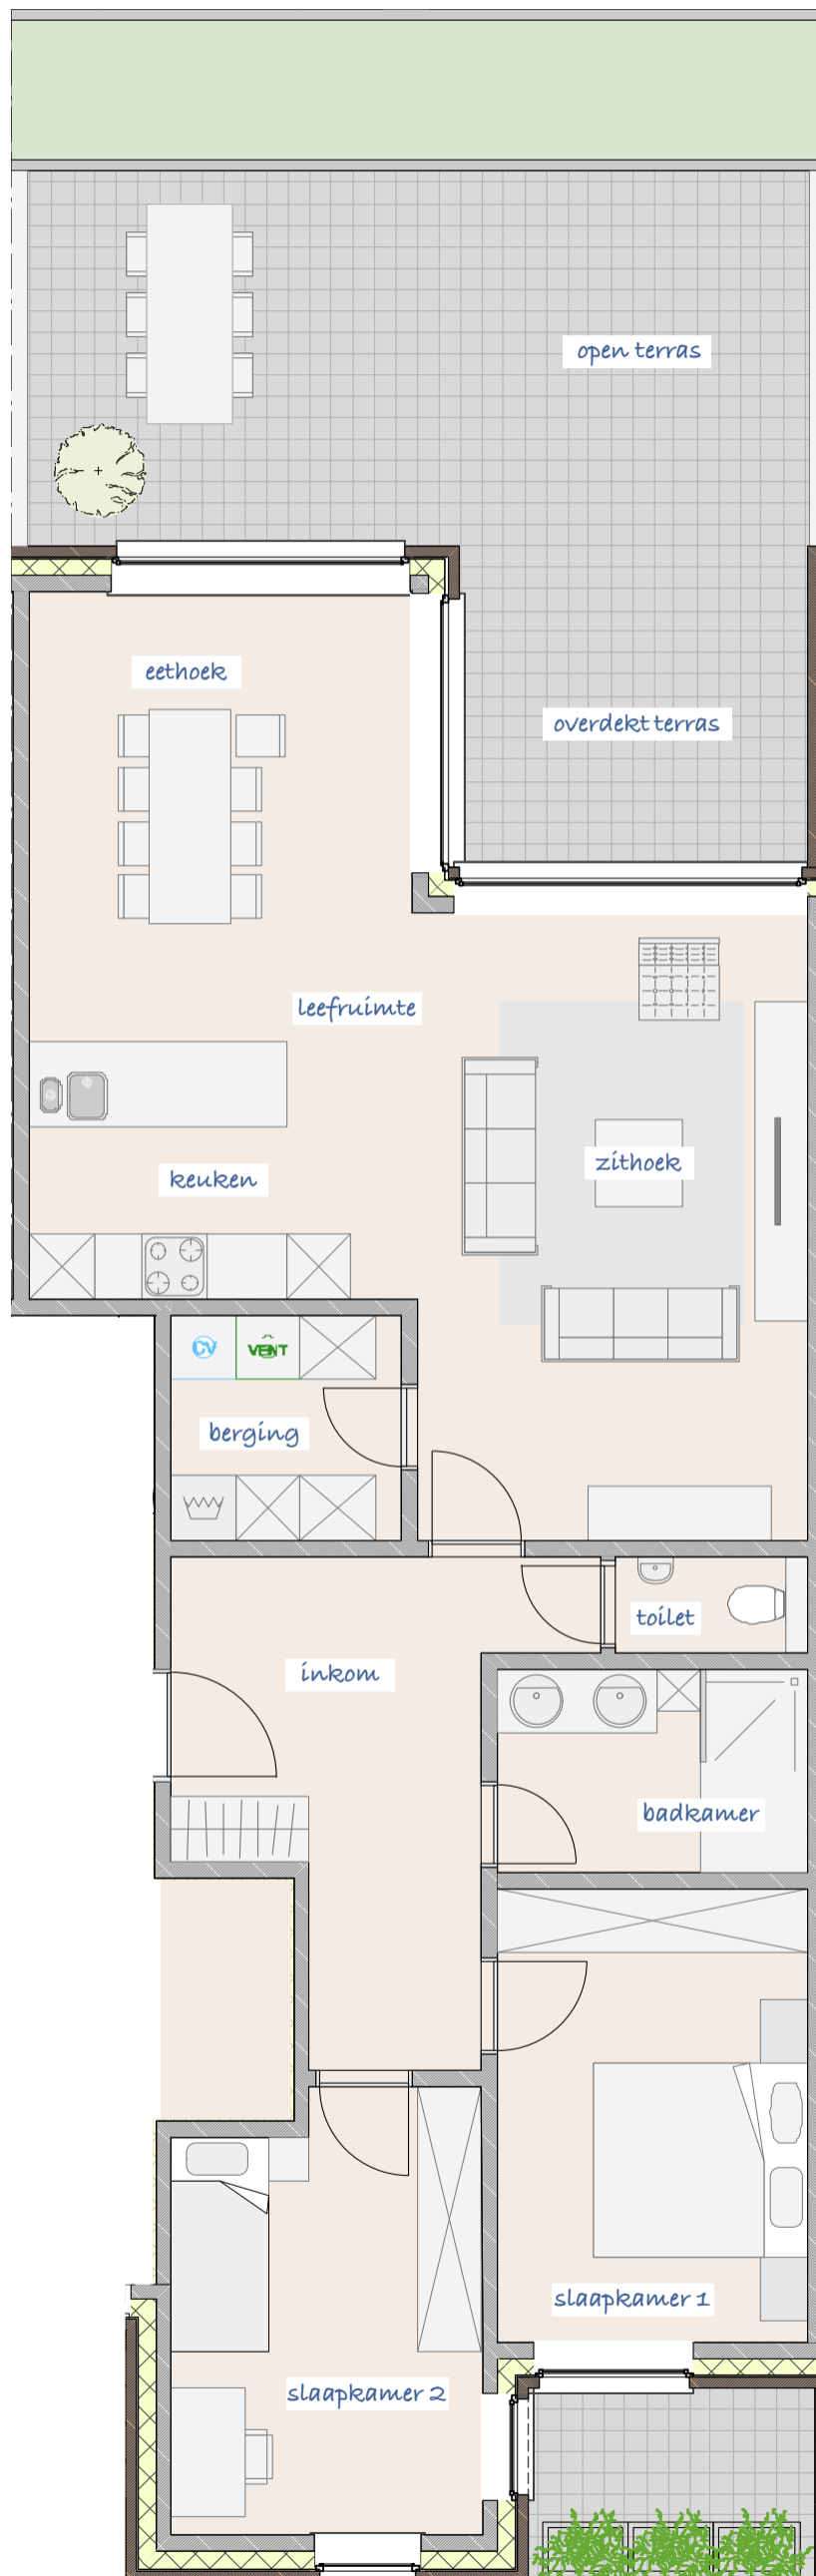 open terras
eethoek
overdekt terras
leefruimte
zithoek
keuken
CV
VENT
berging
toilet
inkom
badkamer
slaapkamer 1
slaapkamer 2